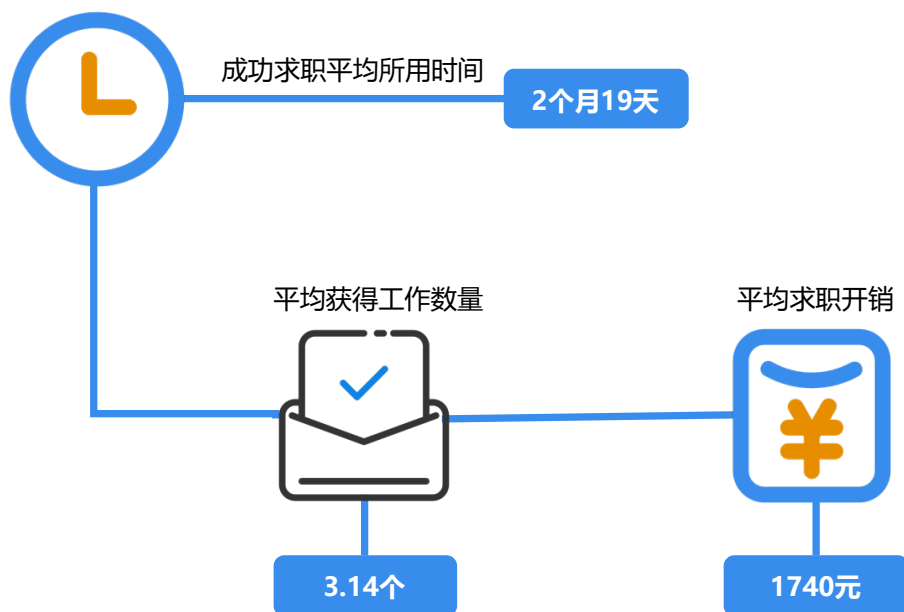 成功求职平均所用时间
2个月19天
平均获得工作数量
平均求职开销
¥
3.14个
1740元